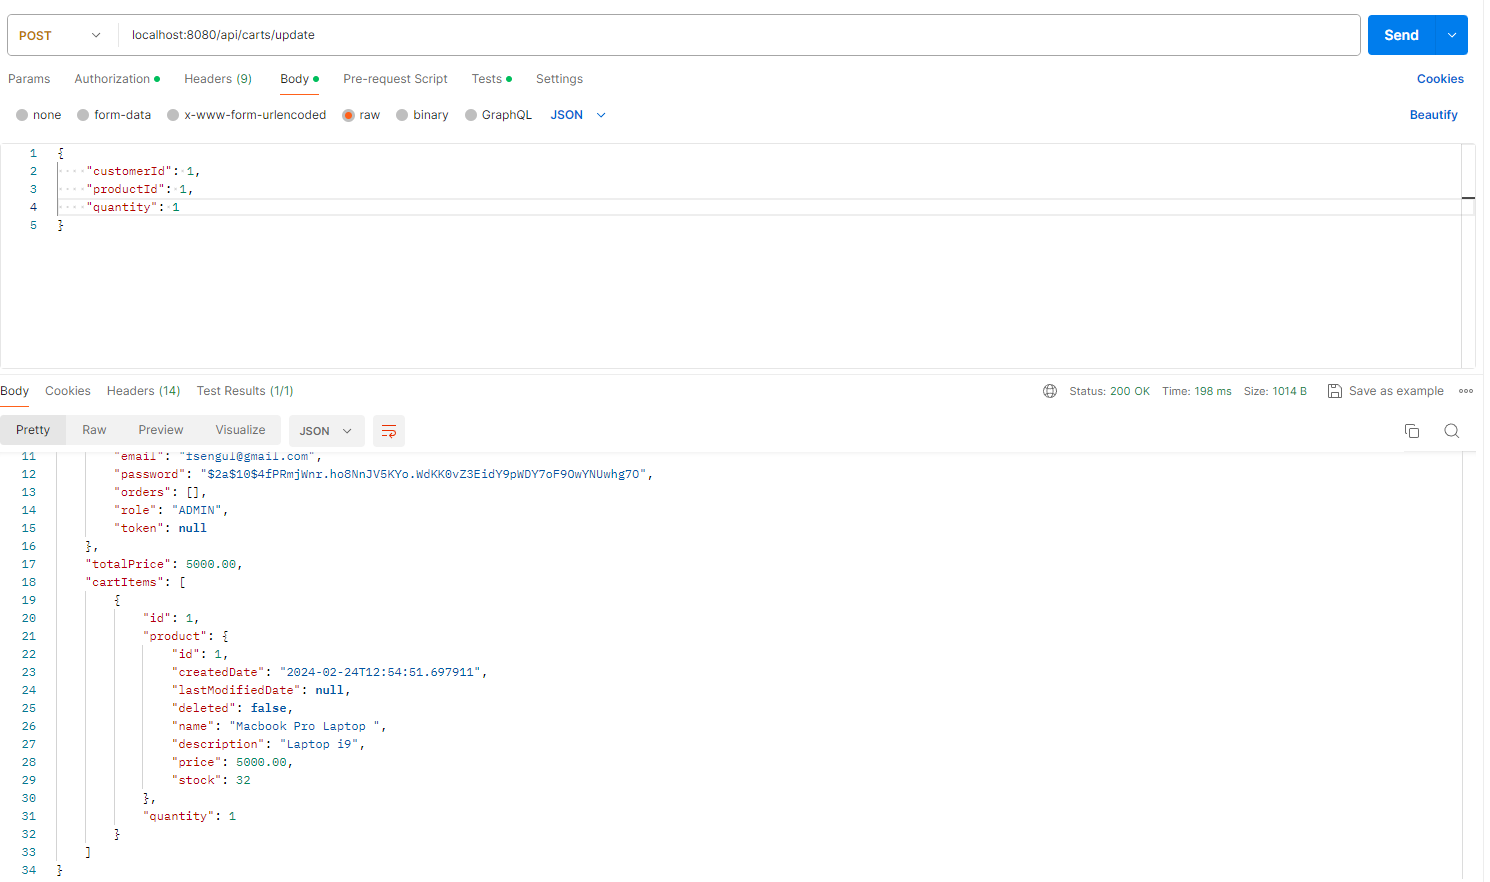 POST localhost:8080/api/carts/update Send
Params Authorization Headers (9) Body Pre-request Script Tests Settings Cookies
none form-data x-www-form-urlencoded raw binary GraphQL JSON Beautify
1 {
2 "customerId": 1,
3 "productId": 1,
4 "quantity": 1
5 }
Body Cookies Headers (14) Test Results (1/1) Status: 200 OK Time: 198 ms Size: 1014 B Save as example
Pretty Raw Preview Visualize JSON
11 "email": "fsengul@gmail.com",
12 "password": "$2a$10$4fPRmjWnr.ho8NnJV5KYo.WdKK0vZ3EidY9pWDY7oF9OwYNUwhg7O",
13 "orders": [],
14 "role": "ADMIN",
15 "token": null
16 },
17 "totalPrice": 5000.00,
18 "cartItems": [
19 {
20 "id": 1,
21 "product": {
22 "id": 1,
23 "createdDate": "2024-02-24T12:54:51.697911",
24 "lastModifiedDate": null,
25 "deleted": false,
26 "name": "Macbook Pro Laptop ",
27 "description": "Laptop i9",
28 "price": 5000.00,
29 "stock": 32
30 },
31 "quantity": 1
32 }
33 ]
34 }